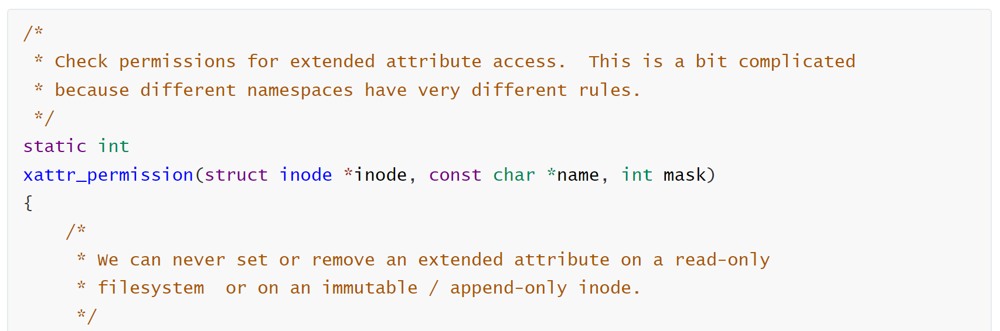 /*
 * Check permissions for extended attribute access.  This is a bit complicated
 * because different namespaces have very different rules.
 */
static int
xattr_permission(struct inode *inode, const char *name, int mask)
{
    /*
     * We can never set or remove an extended attribute on a read-only
     * filesystem  or on an immutable / append-only inode.
     */